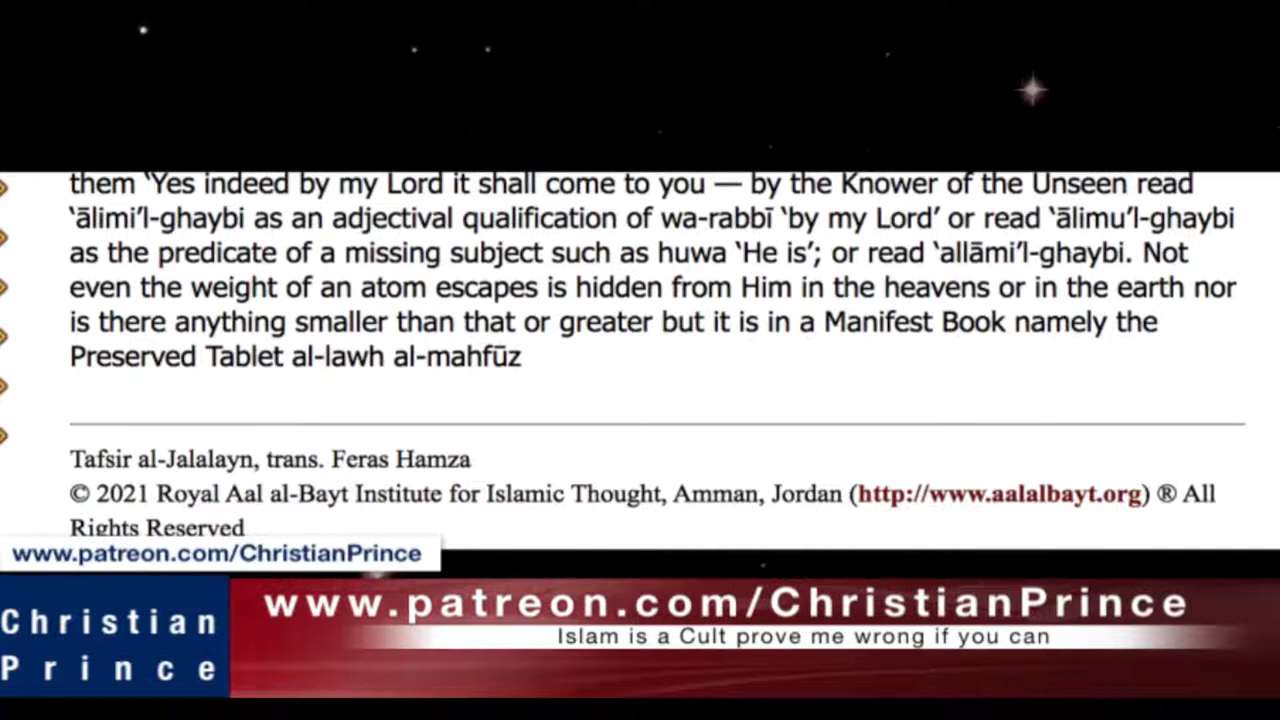 them ‘Yes indeed by my Lord it shall come to you — by the Knower of the Unseen read
‘ālimi’l-ghaybi as an adjectival qualification of wa-rabbī ‘by my Lord’ or read ‘ālimu’l-ghaybi
as the predicate of a missing subject such as huwa ‘He is’; or read ‘allāmi’l-ghaybi. Not
even the weight of an atom escapes is hidden from Him in the heavens or in the earth nor
is there anything smaller than that or greater but it is in a Manifest Book namely the
Preserved Tablet al-lawh al-mahfūz
Tafsir al-Jalalayn, trans. Feras Hamza
© 2021 Royal Aal al-Bayt Institute for Islamic Thought, Amman, Jordan (http://www.aalalbayt.org) ® All
Rights Reserved
www.patreon.com/ChristianPrince
Christian
Prince
www.patreon.com/ChristianPrince
Islam is a Cult prove me wrong if you can